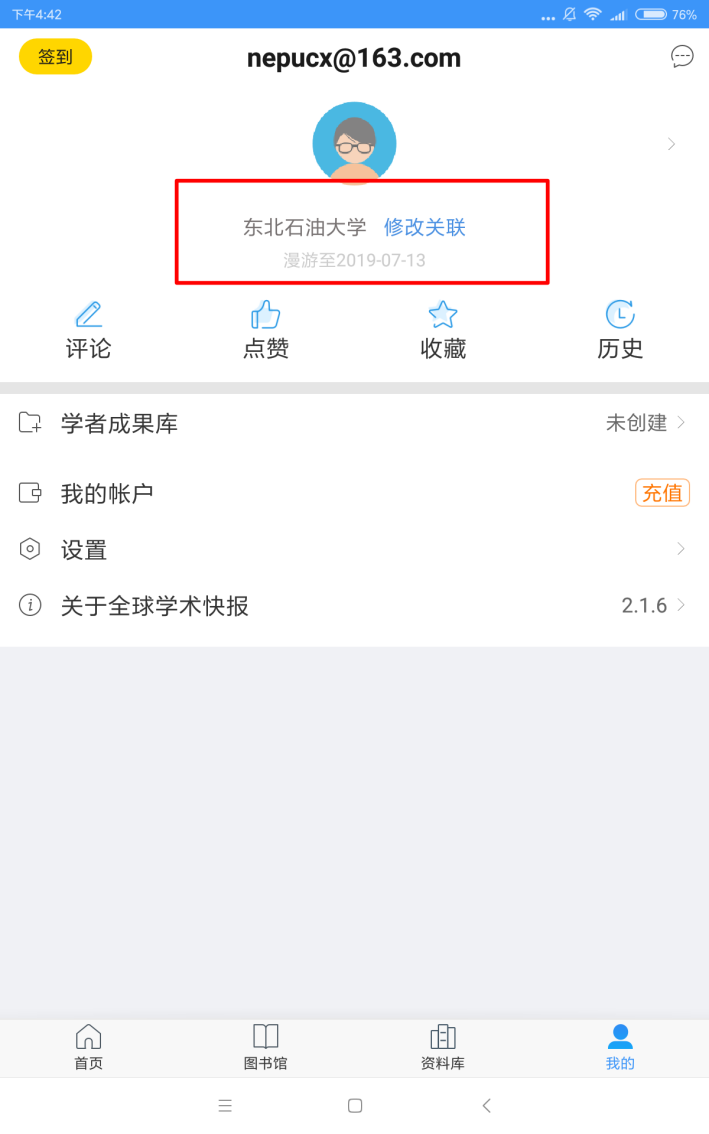 下午4:42 ... 76%
签到 nepucx@163.com
东北石油大学 修改关联
漫游至2019-07-13
评论 点赞 收藏 历史
学者成果库 未创建
我的帐户 充值
设置
关于全球学术快报 2.1.6
首页 图书馆 资料库 我的